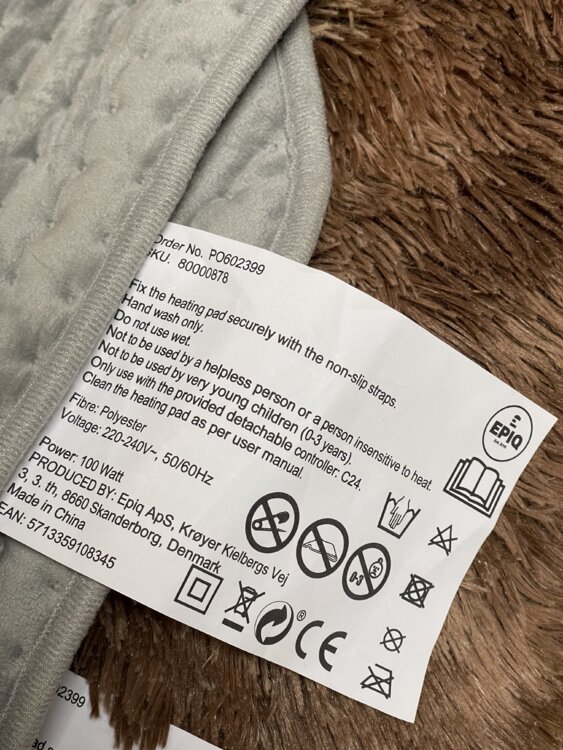 Order No. PO602399
SKU. 80000878
Fix the heating pad securely with the non-slip straps.
Hand wash only.
Do not use wet.
Not to be used by a helpless person or a person insensitive to heat.
Not to be used by very young children (0-3 years).
Only use with the provided detachable controller: C24.
Clean the heating pad as per user manual.
Fibre: Polyester
Voltage: 220-240V~, 50/60Hz
Power: 100 Watt
PRODUCED BY: Epiq ApS, Krøyer Kielbergs Vej
3, 3. th, 8660 Skanderborg, Denmark
Made in China
EAN: 5713359108345
EPIQ
0-3
®
CE
02399